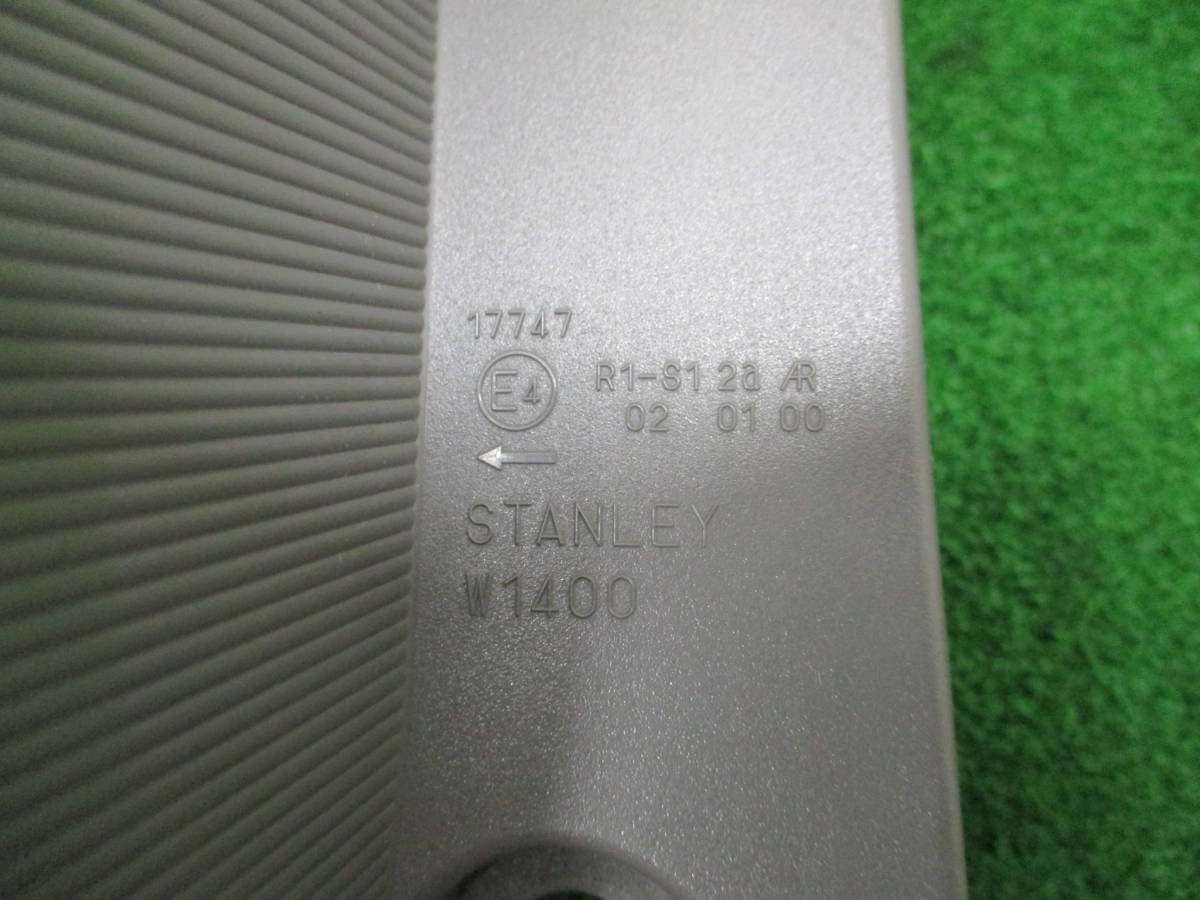 17747
E4 R1-S1 2a AR
02 01 00
←
STANLEY
W1400